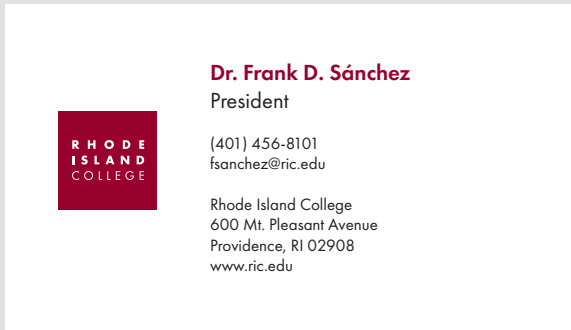 RHODE
ISLAND
COLLEGE
Dr. Frank D. Sánchez
President
(401) 456-8101
fsanchez@ric.edu
Rhode Island College
600 Mt. Pleasant Avenue
Providence, RI 02908
www.ric.edu